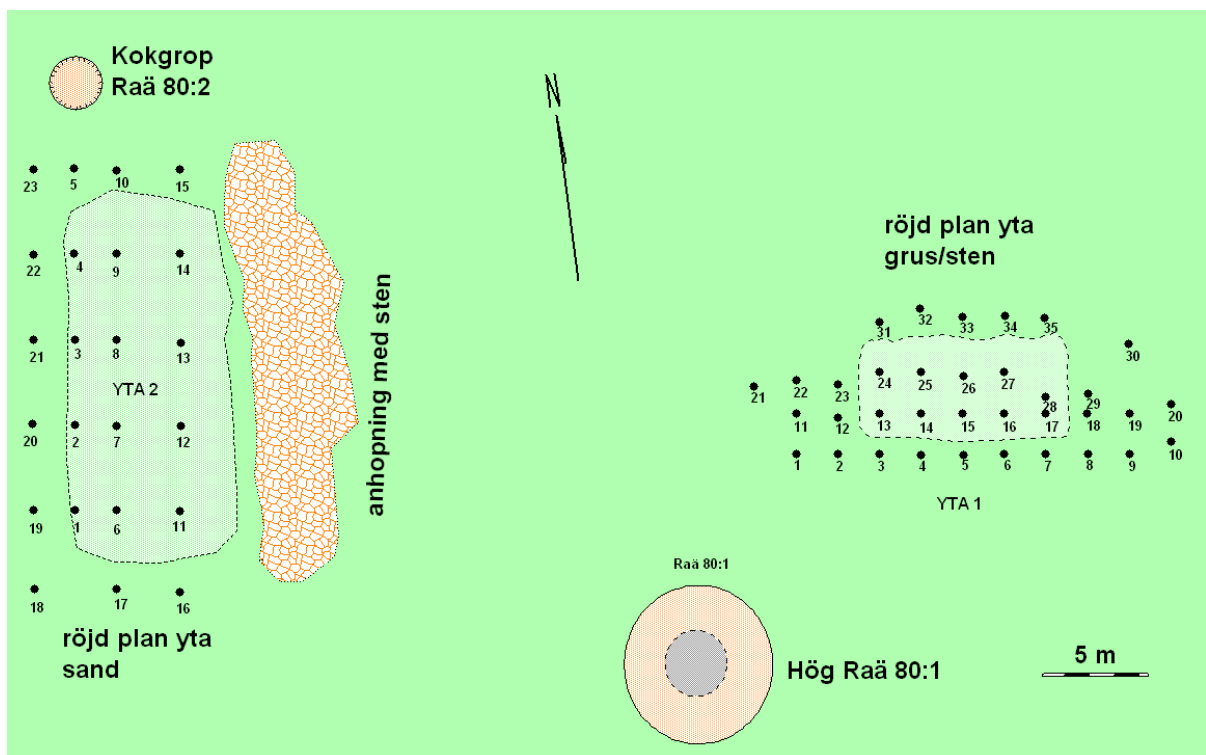 Kokgrop
Raä 80:2
N
23 5 10 15
22 4 9 14
21 3 8 13
YTA 2
20 2 7 12
19 1 6 11
18 17 16
röjd plan yta
sand
anhopning med sten
röjd plan yta
grus/sten
31 32 33 34 35
30
24 25 26 27
21 22 23 28 29
20
11 12 13 14 15 16 17 18 19
10
1 2 3 4 5 6 7 8 9
YTA 1
Raä 80:1
Hög Raä 80:1
5 m